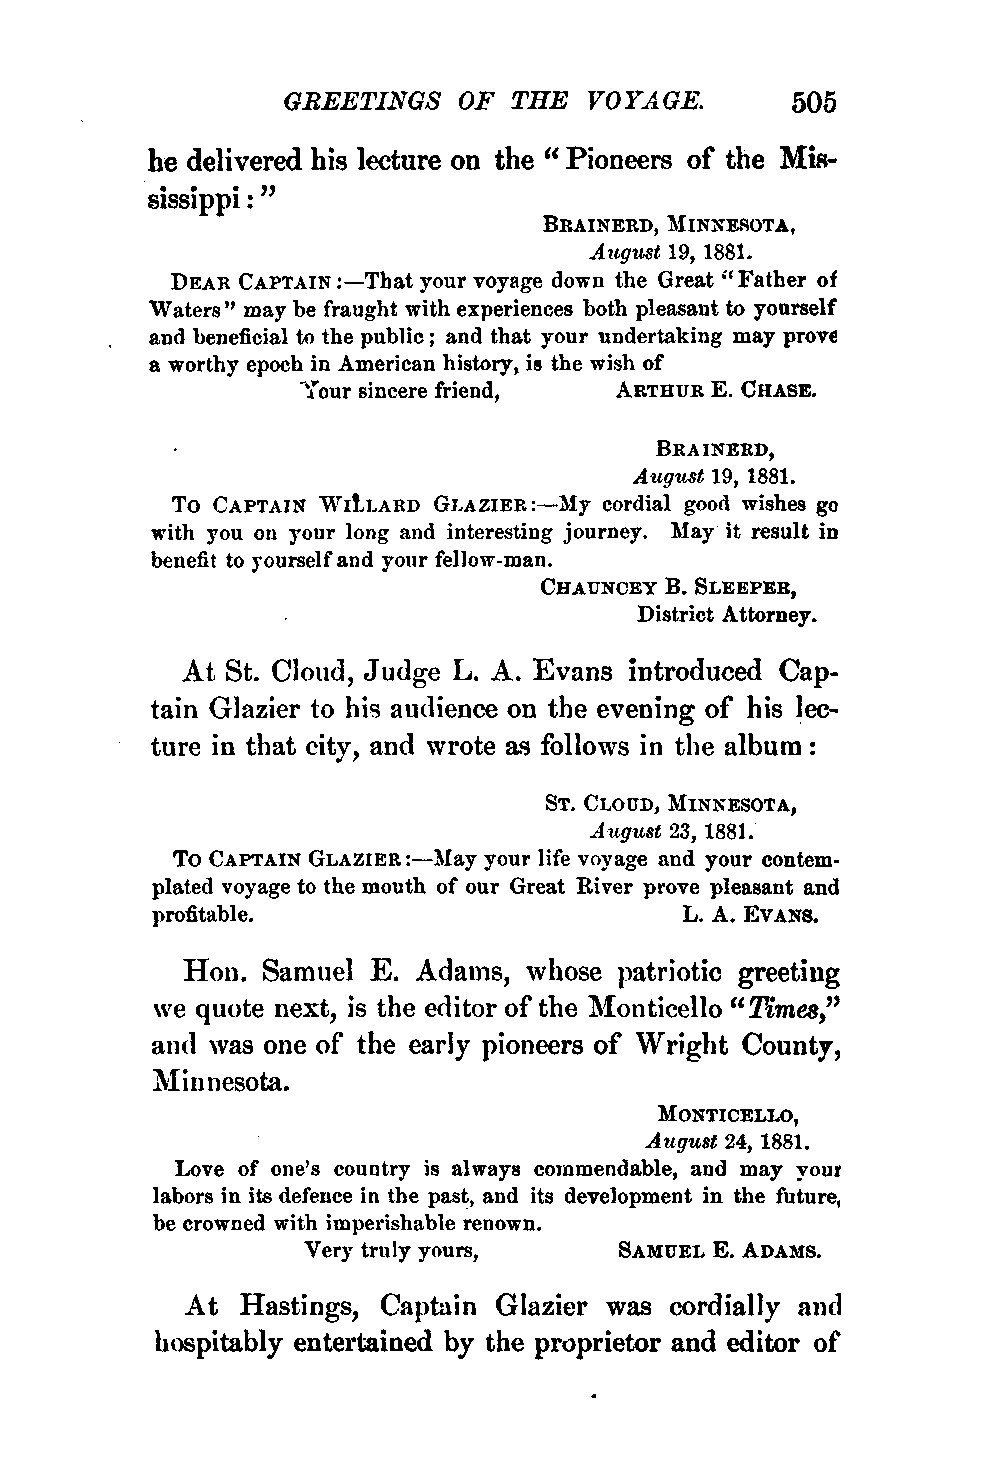 GREETINGS OF THE VOYAGE. 505
he delivered his lecture on the “Pioneers of the Mis-
sissippi:”
BRAINERD, MINNESOTA,
August 19, 1881.
DEAR CAPTAIN:—That your voyage down the Great “Father of
Waters” may be fraught with experiences both pleasant to yourself
and beneficial to the public; and that your undertaking may prove
a worthy epoch in American history, is the wish of
Your sincere friend, ARTHUR E. CHASE.
BRAINERD,
August 19, 1881.
TO CAPTAIN WILLARD GLAZIER:—My cordial good wishes go
with you on your long and interesting journey. May it result in
benefit to yourself and your fellow-man.
CHAUNCEY B. SLEEPER,
District Attorney.
At St. Cloud, Judge L. A. Evans introduced Cap-
tain Glazier to his audience on the evening of his lec-
ture in that city, and wrote as follows in the album:
ST. CLOUD, MINNESOTA,
August 23, 1881.
TO CAPTAIN GLAZIER:—May your life voyage and your contem-
plated voyage to the mouth of our Great River prove pleasant and
profitable. L. A. EVANS.
Hon. Samuel E. Adams, whose patriotic greeting
we quote next, is the editor of the Monticello “Times,”
and was one of the early pioneers of Wright County,
Minnesota.
MONTICELLO,
August 24, 1881.
Love of one's country is always commendable, and may your
labors in its defence in the past, and its development in the future,
be crowned with imperishable renown.
Very truly yours, SAMUEL E. ADAMS.
At Hastings, Captain Glazier was cordially and
hospitably entertained by the proprietor and editor of